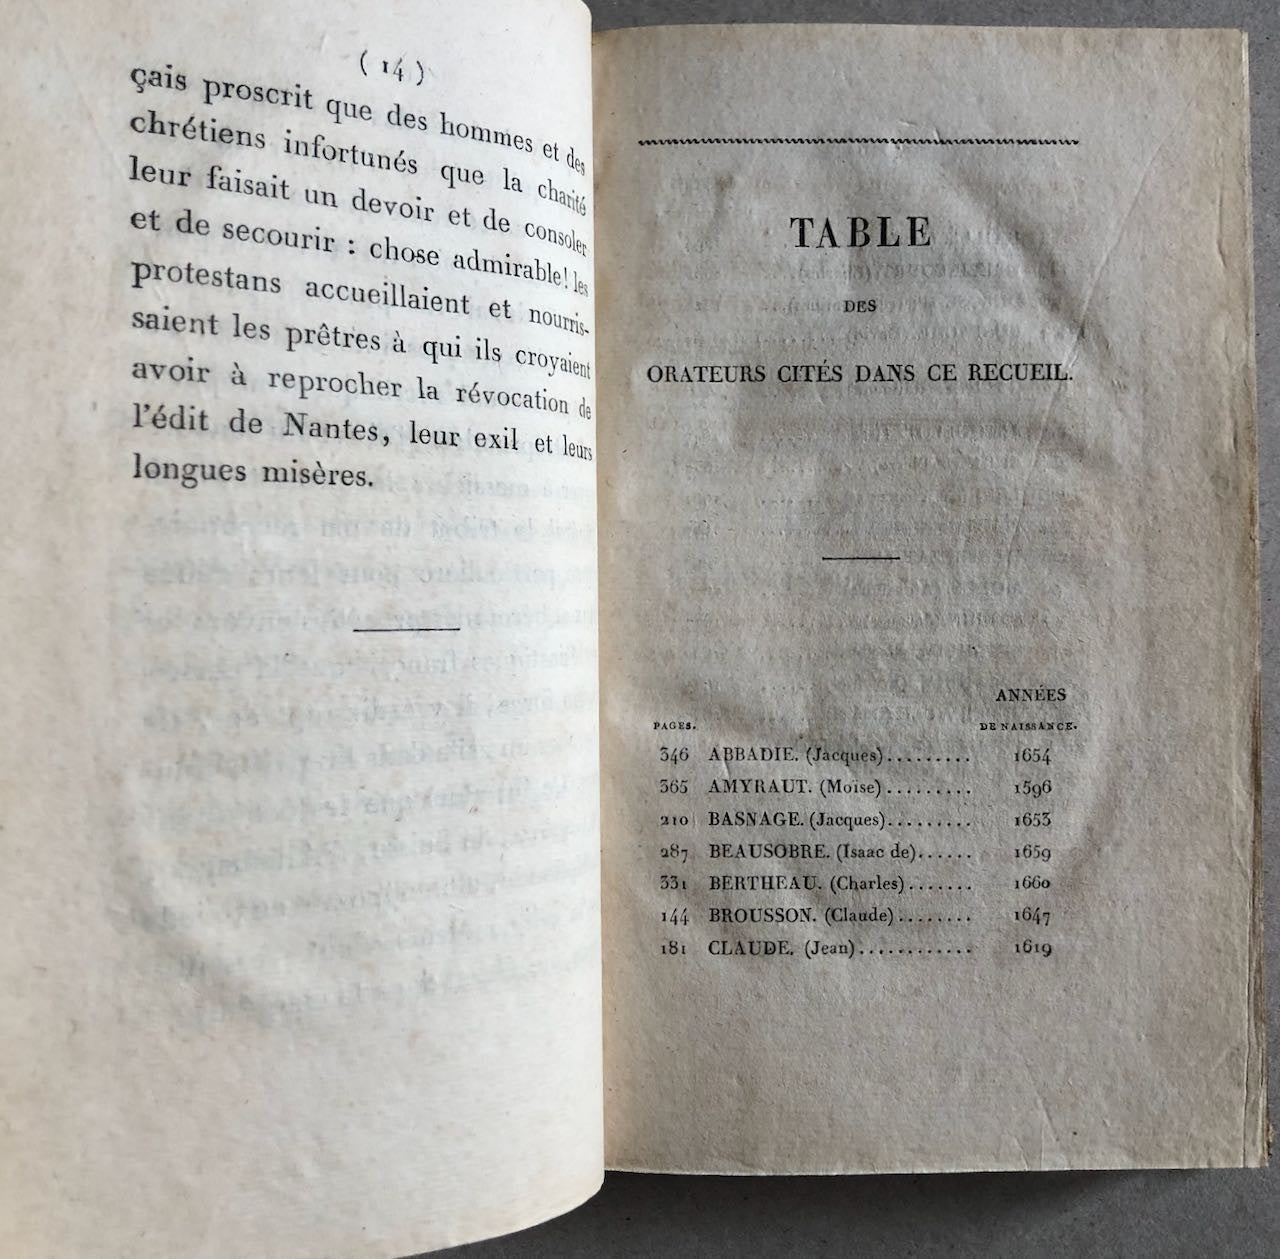 ( 14 )
çais proscrit que des hommes et des
chrétiens infortunés que la charité
leur faisait un devoir et de consoler
et de secourir : chose admirable! les
protestans accueillaient et nourris-
saient les prêtres à qui ils croyaient
avoir à reprocher la révocation de
l'édit de Nantes, leur exil et leurs
longues misères.
TABLE
DES
ORATEURS CITÉS DANS CE RECUEIL.
ANNÉES
PAGES. DE NAISSANCE.
346 ABBADIE. (Jacques)......... 1654
365 AMYRAUT. (Moïse)......... 1596
210 BASNAGE. (Jacques)......... 1653
287 BEAUSOBRE. (Isaac de)...... 1659
331 BERTHEAU. (Charles)....... 1660
144 BROUSSON. (Claude)........ 1647
181 CLAUDE. (Jean)............ 1619